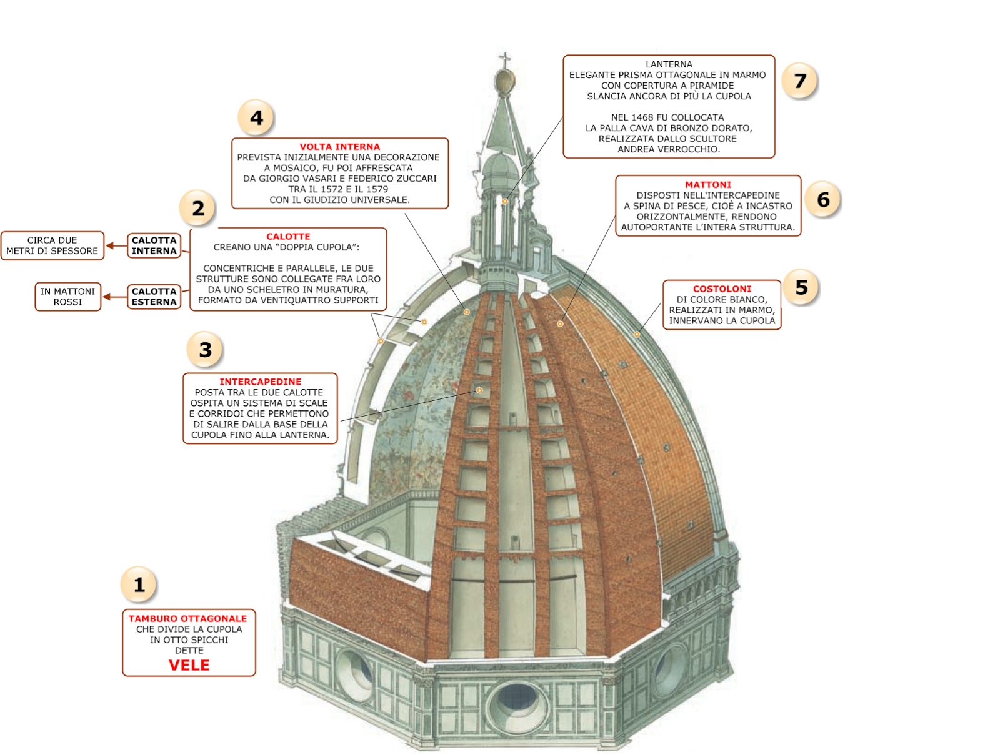 7
LANTERNA
ELEGANTE PRISMA OTTAGONALE IN MARMO
CON COPERTURA A PIRAMIDE
SLANCIA ANCORA DI PIÙ LA CUPOLA
NEL 1468 FU COLLOCATA
LA PALLA CAVA DI BRONZO DORATO,
REALIZZATA DALLO SCULTORE
ANDREA VERROCCHIO.
4
VOLTA INTERNA
PREVISTA INIZIALMENTE UNA DECORAZIONE
A MOSAICO, FU POI AFFRESCATA
DA GIORGIO VASARI E FEDERICO ZUCCARI
TRA IL 1572 E IL 1579
CON IL GIUDIZIO UNIVERSALE.
6
MATTONI
DISPOSTI NELL'INTERCAPEDINE
A SPINA DI PESCE, CIOÈ A INCASTRO
ORIZZONTALMENTE, RENDONO
AUTOPORTANTE L'INTERA STRUTTURA.
2
CALOTTE
CREANO UNA “DOPPIA CUPOLA”:
CONCENTRICHE E PARALLELE, LE DUE
STRUTTURE SONO COLLEGATE FRA LORO
DA UNO SCHELETRO IN MURATURA,
FORMATO DA VENTIQUATTRO SUPPORTI
CALOTTA
INTERNA
CIRCA DUE
METRI DI SPESSORE
CALOTTA
ESTERNA
IN MATTONI
ROSSI
5
COSTOLONI
DI COLORE BIANCO,
REALIZZATI IN MARMO,
INNERVANO LA CUPOLA
3
INTERCAPEDINE
POSTA TRA LE DUE CALOTTE
OSPITA UN SISTEMA DI SCALE
E CORRIDOI CHE PERMETTONO
DI SALIRE DALLA BASE DELLA
CUPOLA FINO ALLA LANTERNA.
1
TAMBURO OTTAGONALE
CHE DIVIDE LA CUPOLA
IN OTTO SPICCHI
DETTE
VELE